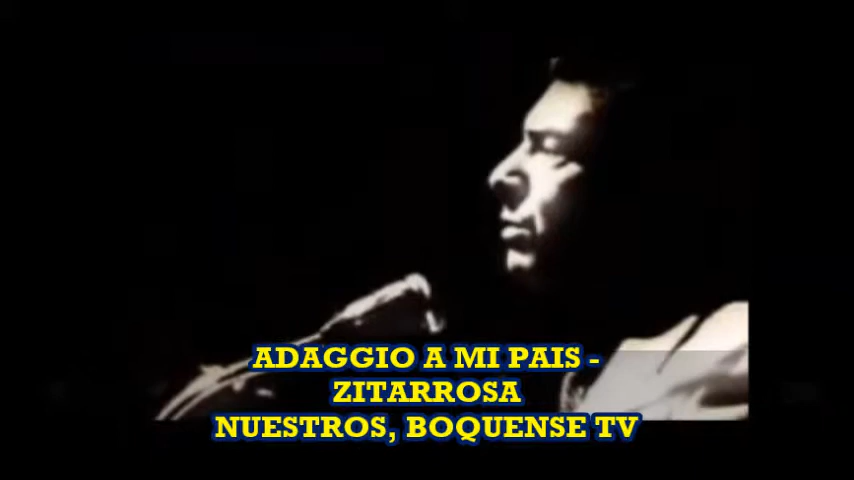 ADAGGIO A MI PAIS -
ZITARROSA
NUESTROS, BOQUENSE TV